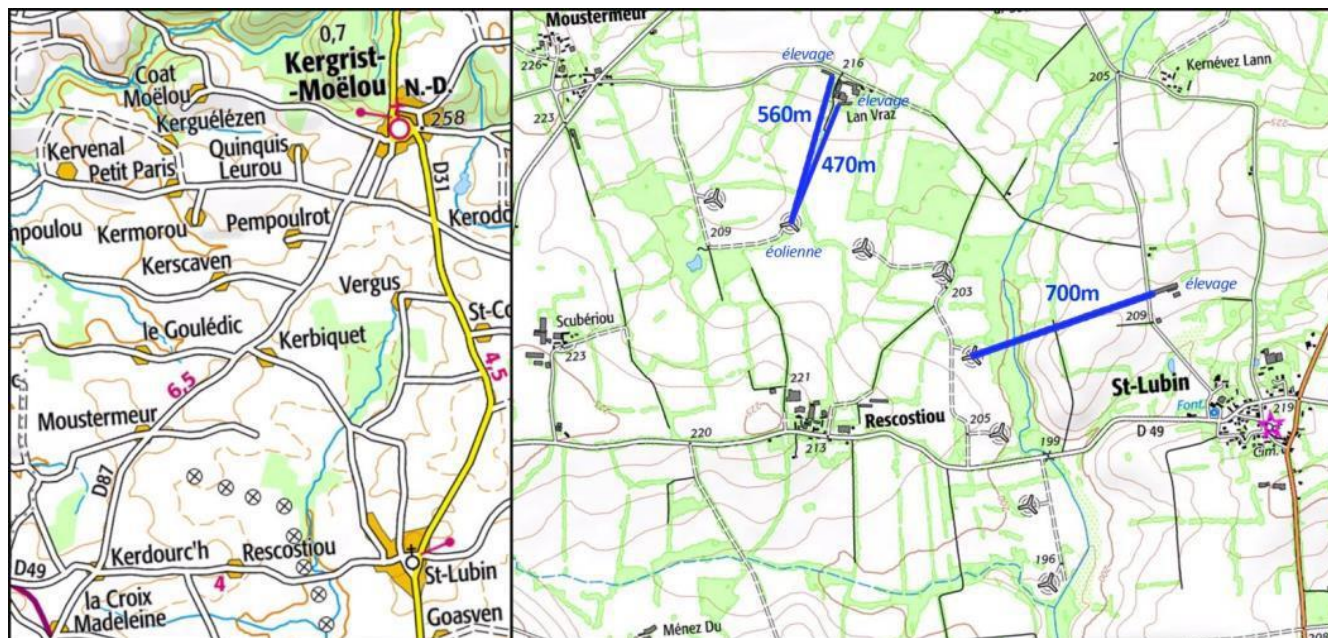 0,7
Kergrist-
-Moëlou
Coat
Moëlou
N.-D.
258
Kerguélézen
Kervenal
Quinquis
Leurou
Petit Paris
D31
Pempoulrot
Kermorou
Kerscaven
Vergus
le Goulédic
Kerbiquet
4,5
6,5
Moustermeur
D87
Kerdourc'h
Rescostiou
D49
4
St-Lubin
la Croix
Madeleine
Goasven
Moustermeur
226
223
élevage
216
élevage
Lan Vraz
560m
470m
205
Kernévez Lann
225
209
éolienne
203
700m
élevage
209
Scubériou
223
221
St-Lubin
Font.
219
Rescostiou
205
220
213
199
D 49
Cim.
196
Ménez Du